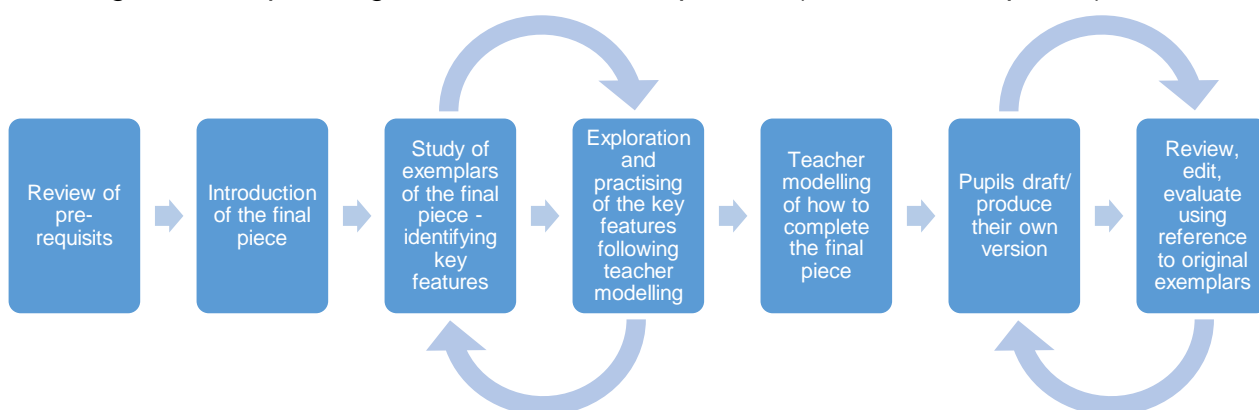 Review of
pre-
requisits
Introduction
of the final
piece
Study of
exemplars
of the final
piece -
identifying
key
features
Exploration
and
practising
of the key
features
following
teacher
modelling
Teacher
modelling
of how to
complete
the final
piece
Pupils draft/
produce
their own
version
Review,
edit,
evaluate
using
reference
to original
exemplars